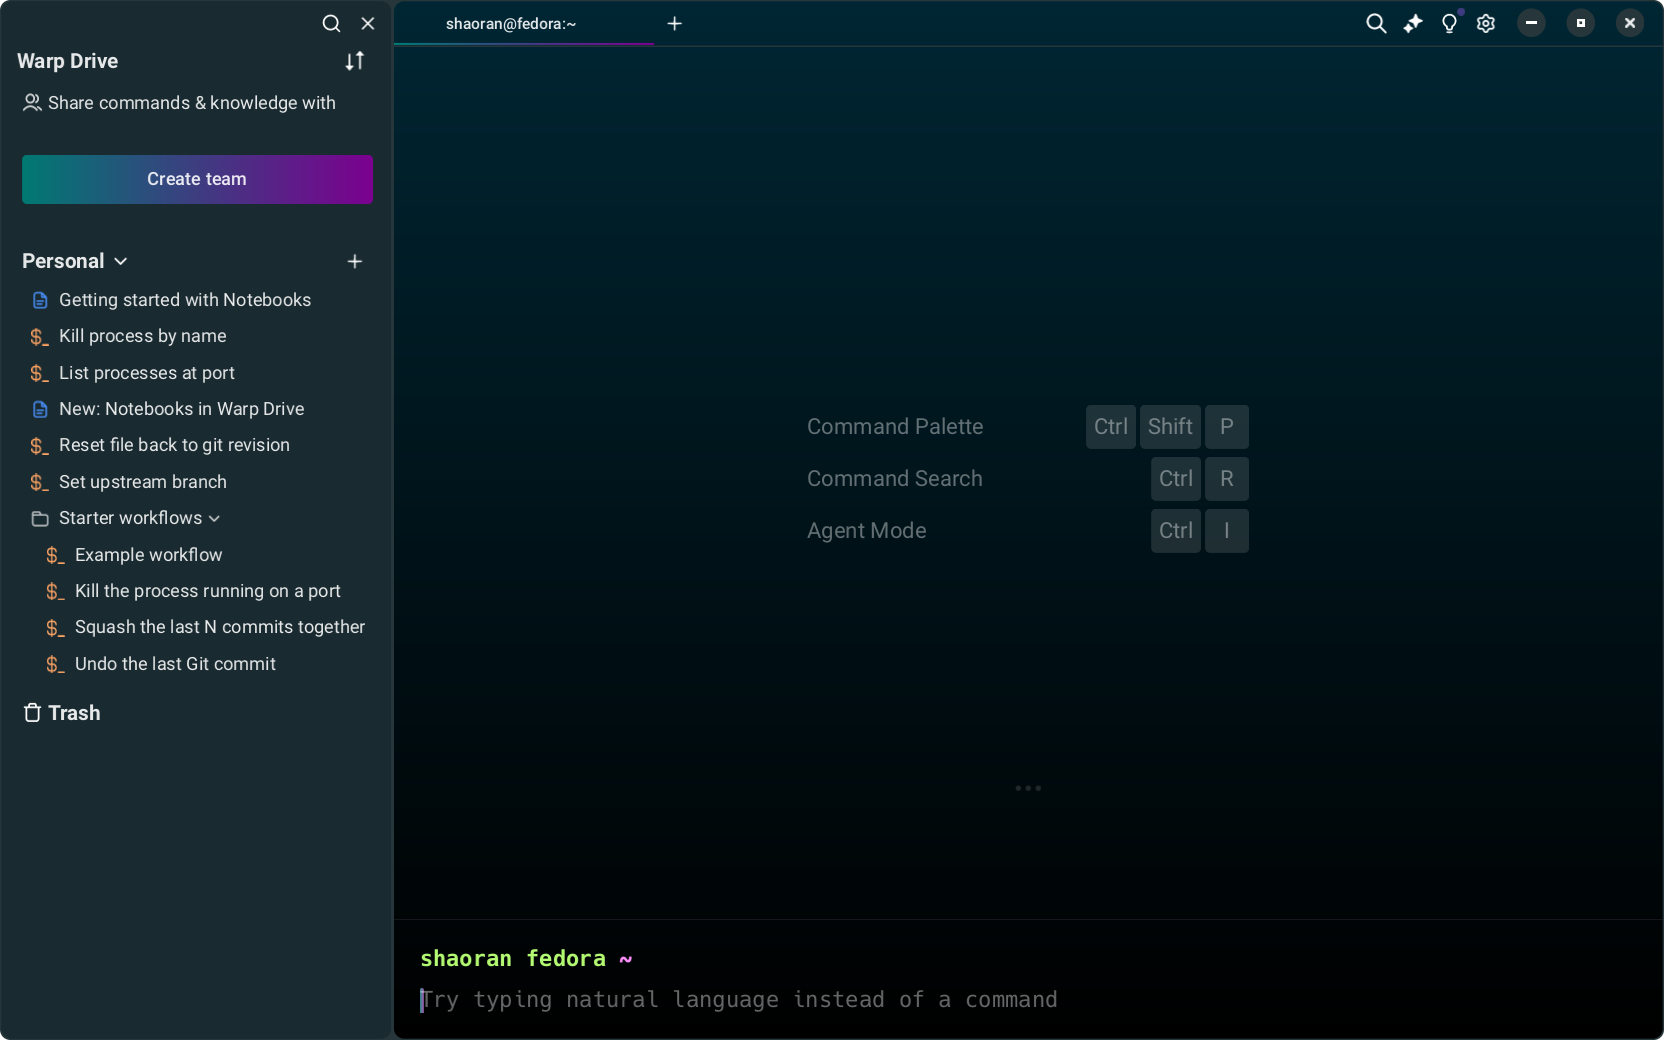 shaoran@fedora:~
Warp Drive
Share commands & knowledge with
Create team
Personal
Getting started with Notebooks
$_ Kill process by name
$_ List processes at port
New: Notebooks in Warp Drive
$_ Reset file back to git revision
$_ Set upstream branch
Starter workflows
$_ Example workflow
$_ Kill the process running on a port
$_ Squash the last N commits together
$_ Undo the last Git commit
Trash
Command Palette Ctrl Shift P
Command Search Ctrl R
Agent Mode Ctrl I
shaoran fedora ~
Try typing natural language instead of a command